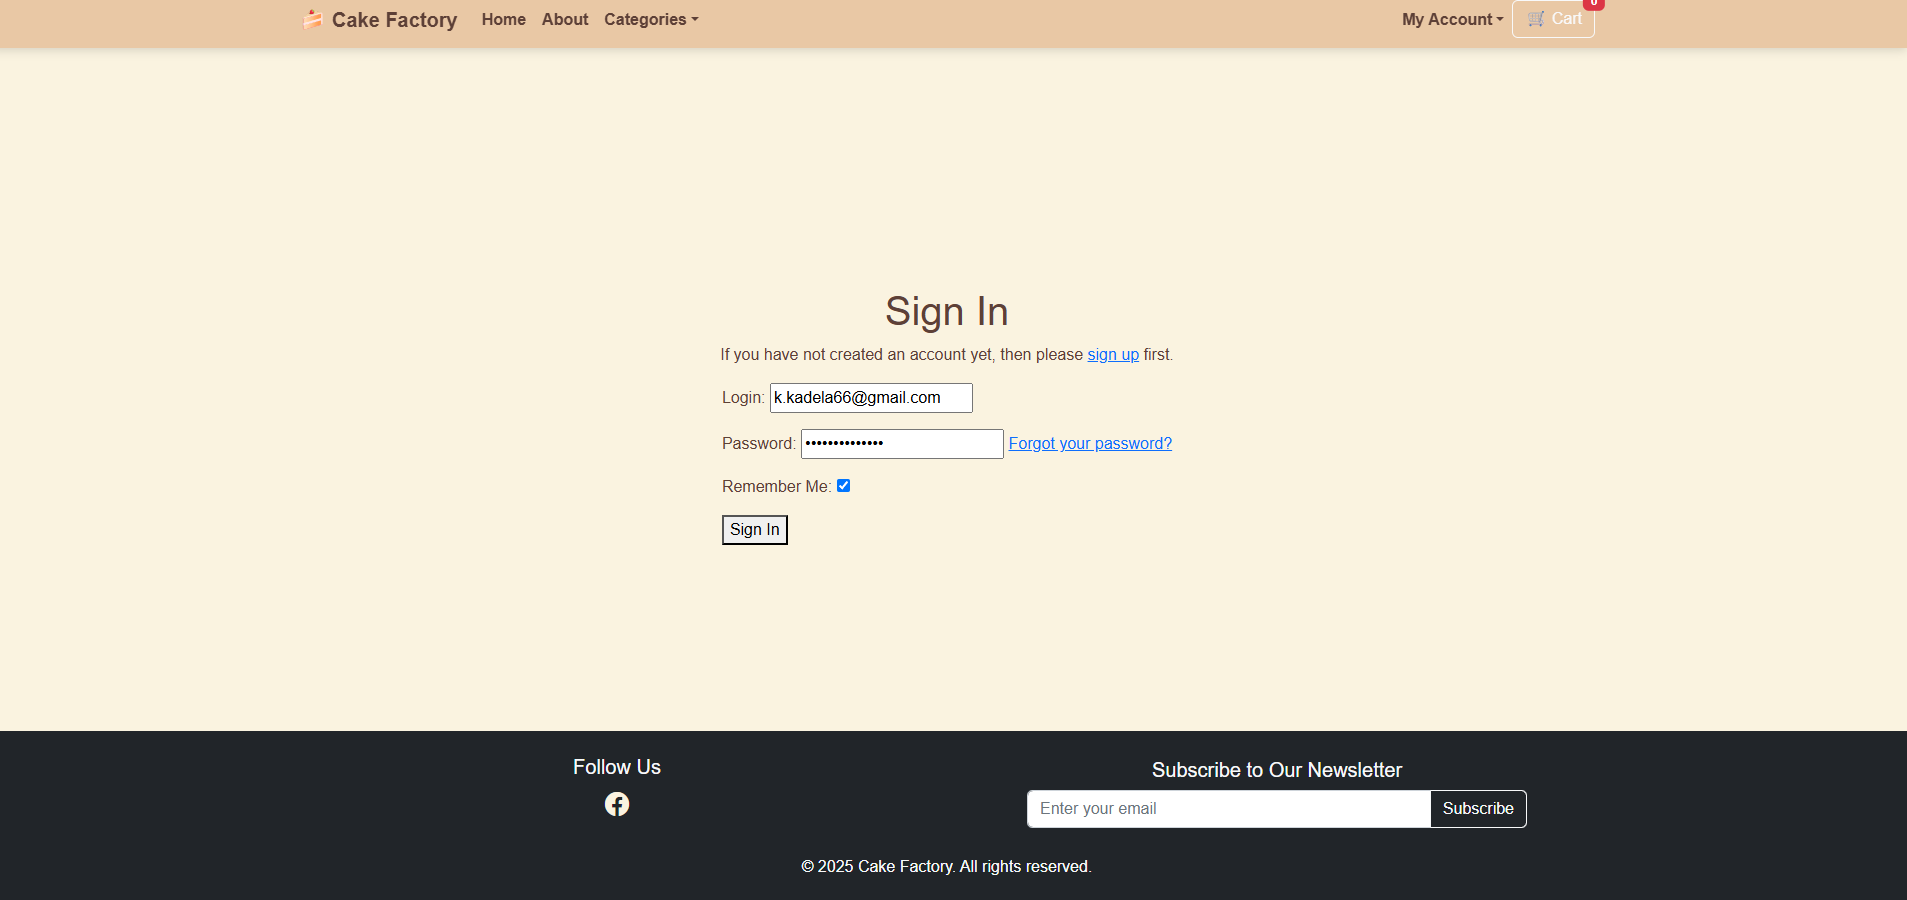 Cake Factory Home About Categories My Account Cart 0
Sign In
If you have not created an account yet, then please sign up first.
Login: k.kadela66@gmail.com
Password: •••••••••••••• Forgot your password?
Remember Me:
Sign In
Follow Us
Subscribe to Our Newsletter
Enter your email Subscribe
© 2025 Cake Factory. All rights reserved.